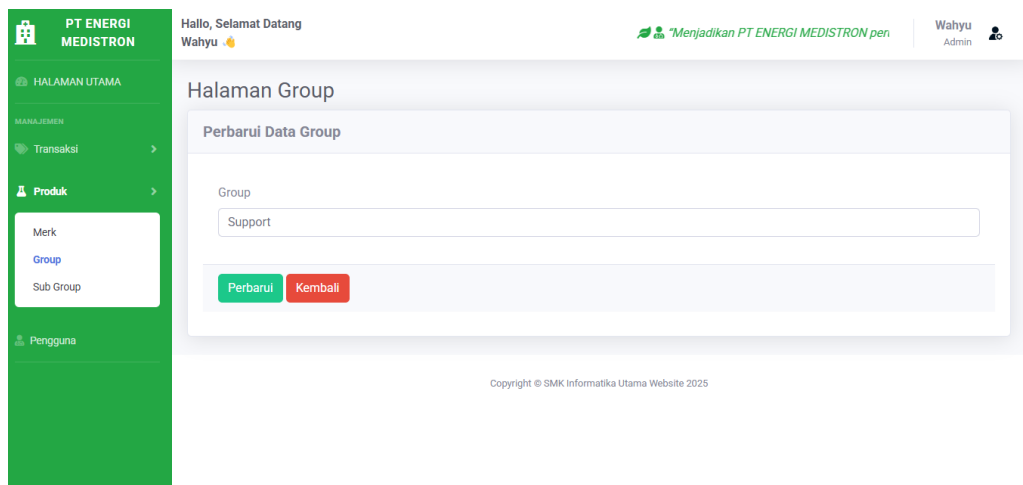 PT ENERGI
MEDISTRON
Hallo, Selamat Datang
Wahyu
"Menjadikan PT ENERGI MEDISTRON
Wahyu
Admin
HALAMAN UTAMA
MANAJEMEN
Transaksi
Produk
Merk
Group
Sub Group
Pengguna
Halaman Group
Perbarui Data Group
Group
Support
Perbarui
Kembali
Copyright © SMK Informatika Utama Website 2025